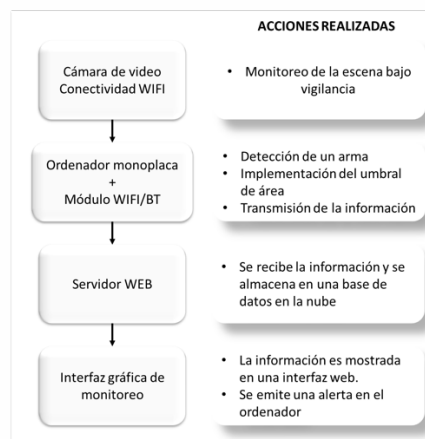 ACCIONES REALIZADAS
Cámara de video
Conectividad WIFI
• Monitoreo de la escena bajo
vigilancia
Ordenador monoplaca
+
Módulo WIFI/BT
• Detección de un arma
• Implementación del umbral
de área
• Transmisión de la información
Servidor WEB
• Se recibe la información y se
almacena en una base de
datos en la nube
Interfaz gráfica de
monitoreo
• La información es mostrada
en una interfaz web.
• Se emite una alerta en el
ordenador